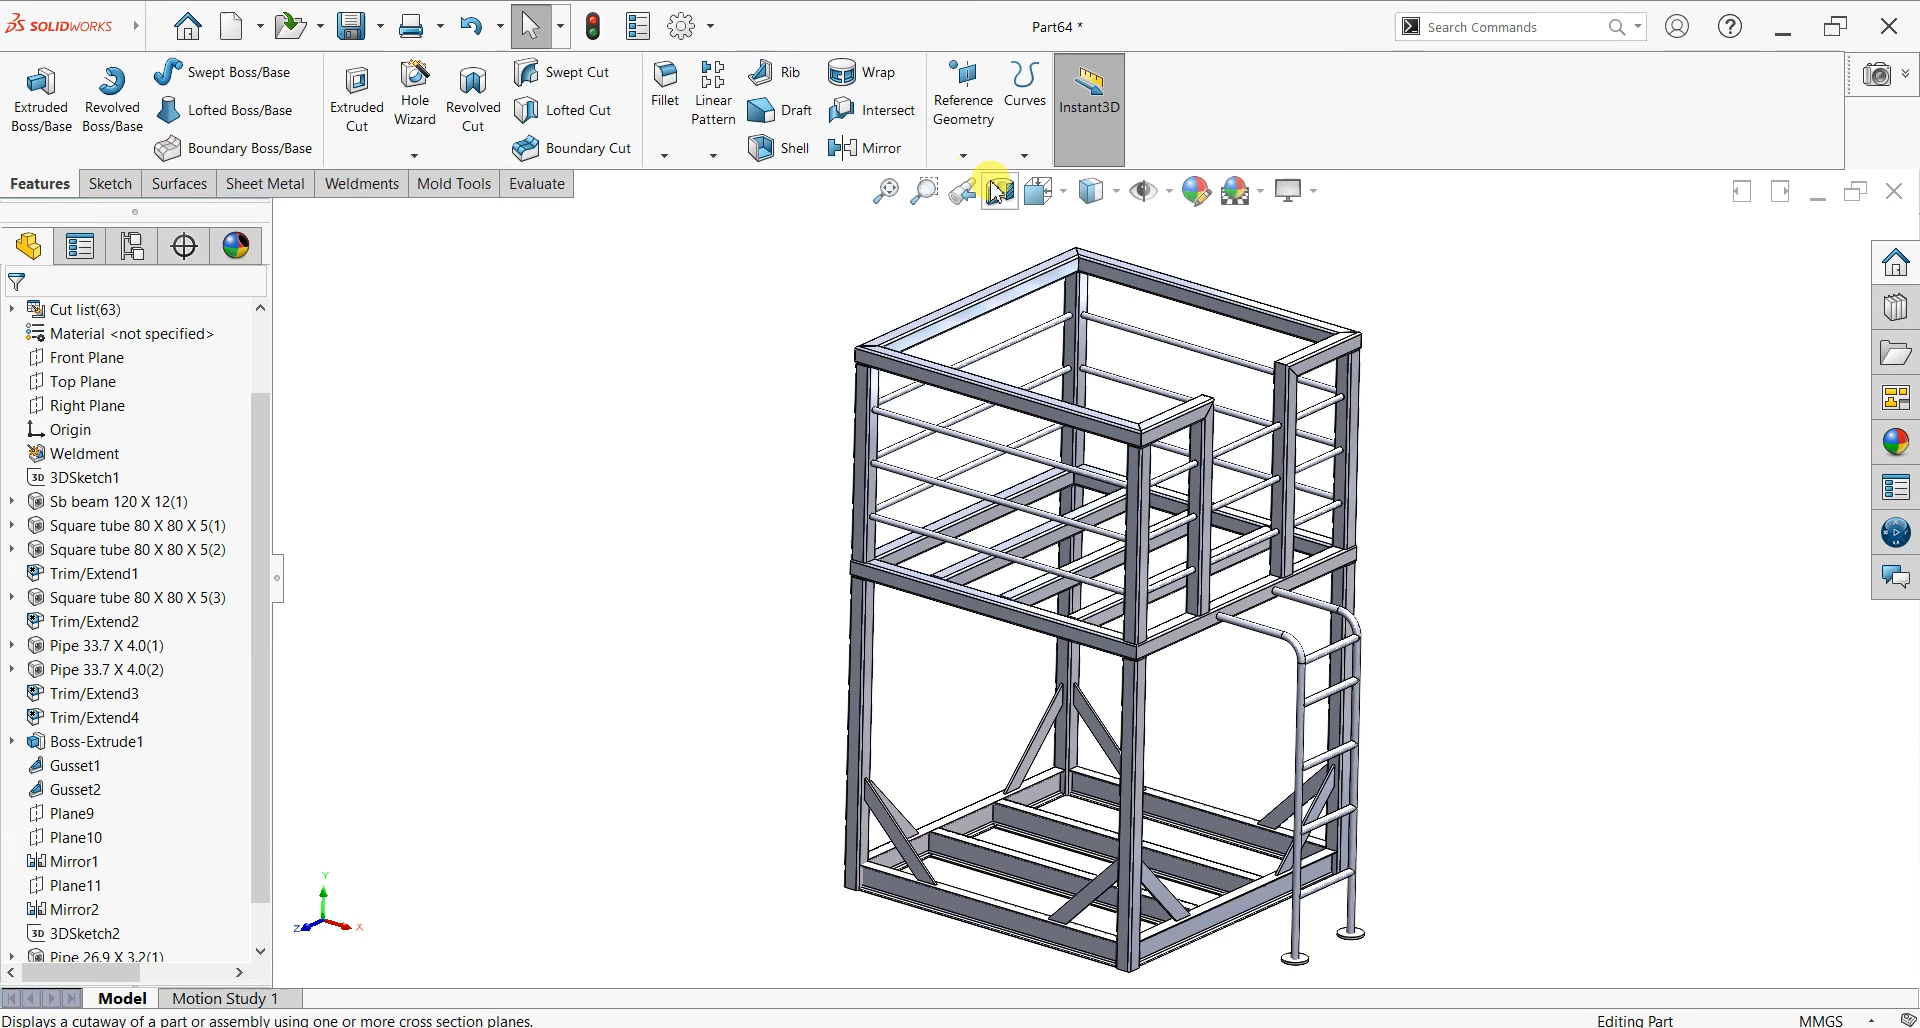 SOLIDWORKS
Part64 *
Search Commands
Extruded Boss/Base
Revolved Boss/Base
Swept Boss/Base
Lofted Boss/Base
Boundary Boss/Base
Extruded Cut
Hole Wizard
Revolved Cut
Swept Cut
Lofted Cut
Boundary Cut
Fillet
Linear Pattern
Rib
Draft
Shell
Wrap
Intersect
Mirror
Reference Geometry
Curves
Instant3D
Features
Sketch
Surfaces
Sheet Metal
Weldments
Mold Tools
Evaluate
Cut list(63)
Material <not specified>
Front Plane
Top Plane
Right Plane
Origin
Weldment
3D 3DSketch1
Sb beam 120 X 12(1)
Square tube 80 X 80 X 5(1)
Square tube 80 X 80 X 5(2)
Trim/Extend1
Square tube 80 X 80 X 5(3)
Trim/Extend2
Pipe 33.7 X 4.0(1)
Pipe 33.7 X 4.0(2)
Trim/Extend3
Trim/Extend4
Boss-Extrude1
Gusset1
Gusset2
Plane9
Plane10
Mirror1
Plane11
Mirror2
3D 3DSketch2
Pipe 26.9 X 3.2(1)
Y
Z
X
Model
Motion Study 1
Displays a cutaway of a part or assembly using one or more cross section planes.
Editing Part
MMGS